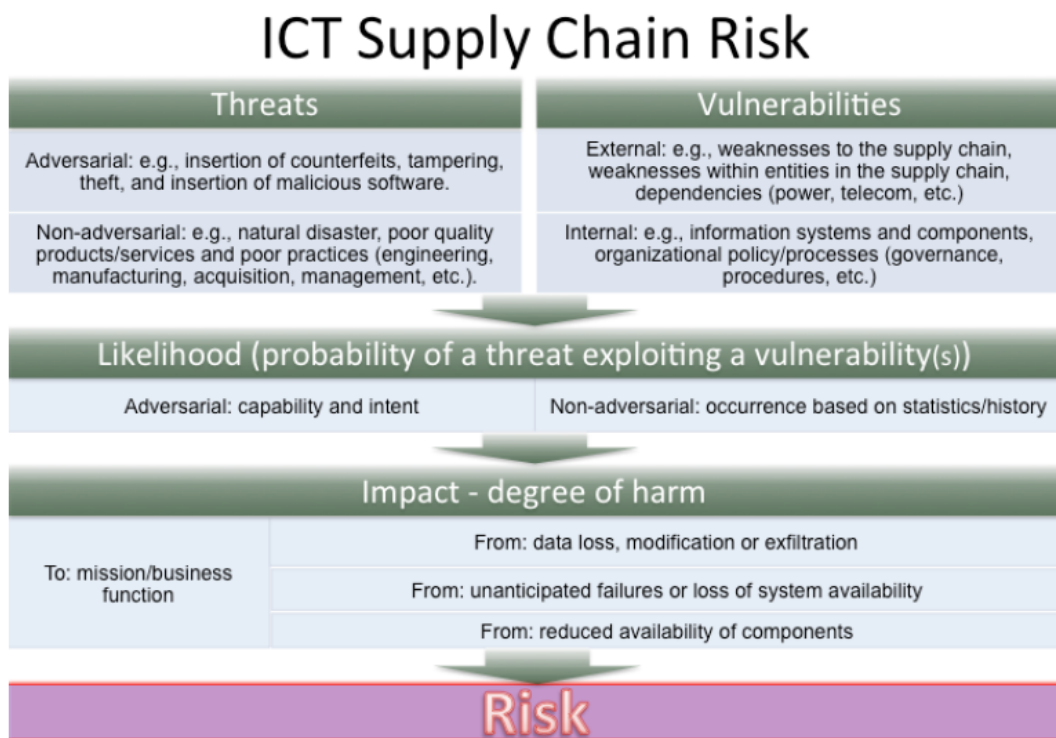 ICT Supply Chain Risk
Threats
Adversarial: e.g., insertion of counterfeits, tampering,
theft, and insertion of malicious software.
Non-adversarial: e.g., natural disaster, poor quality
products/services and poor practices (engineering,
manufacturing, acquisition, management, etc.).
Vulnerabilities
External: e.g., weaknesses to the supply chain,
weaknesses within entities in the supply chain,
dependencies (power, telecom, etc.)
Internal: e.g., information systems and components,
organizational policy/processes (governance,
procedures, etc.)
Likelihood (probability of a threat exploiting a vulnerability(s))
Adversarial: capability and intent
Non-adversarial: occurrence based on statistics/history
Impact - degree of harm
To: mission/business
function
From: data loss, modification or exfiltration
From: unanticipated failures or loss of system availability
From: reduced availability of components
Risk